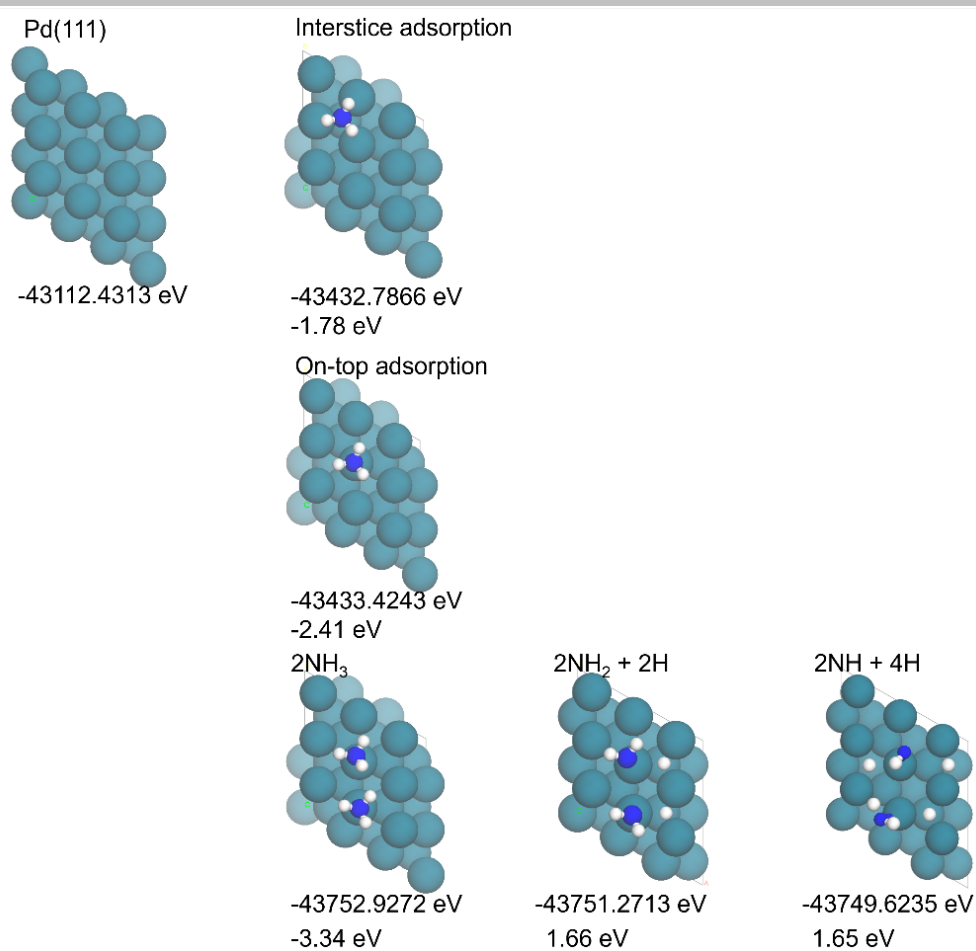 Pd(111)
Interstice adsorption
-43112.4313 eV
-43432.7866 eV
-1.78 eV
On-top adsorption
-43433.4243 eV
-2.41 eV
2NH₃
2NH₂ + 2H
2NH + 4H
-43752.9272 eV
-43751.2713 eV
-43749.6235 eV
-3.34 eV
1.66 eV
1.65 eV